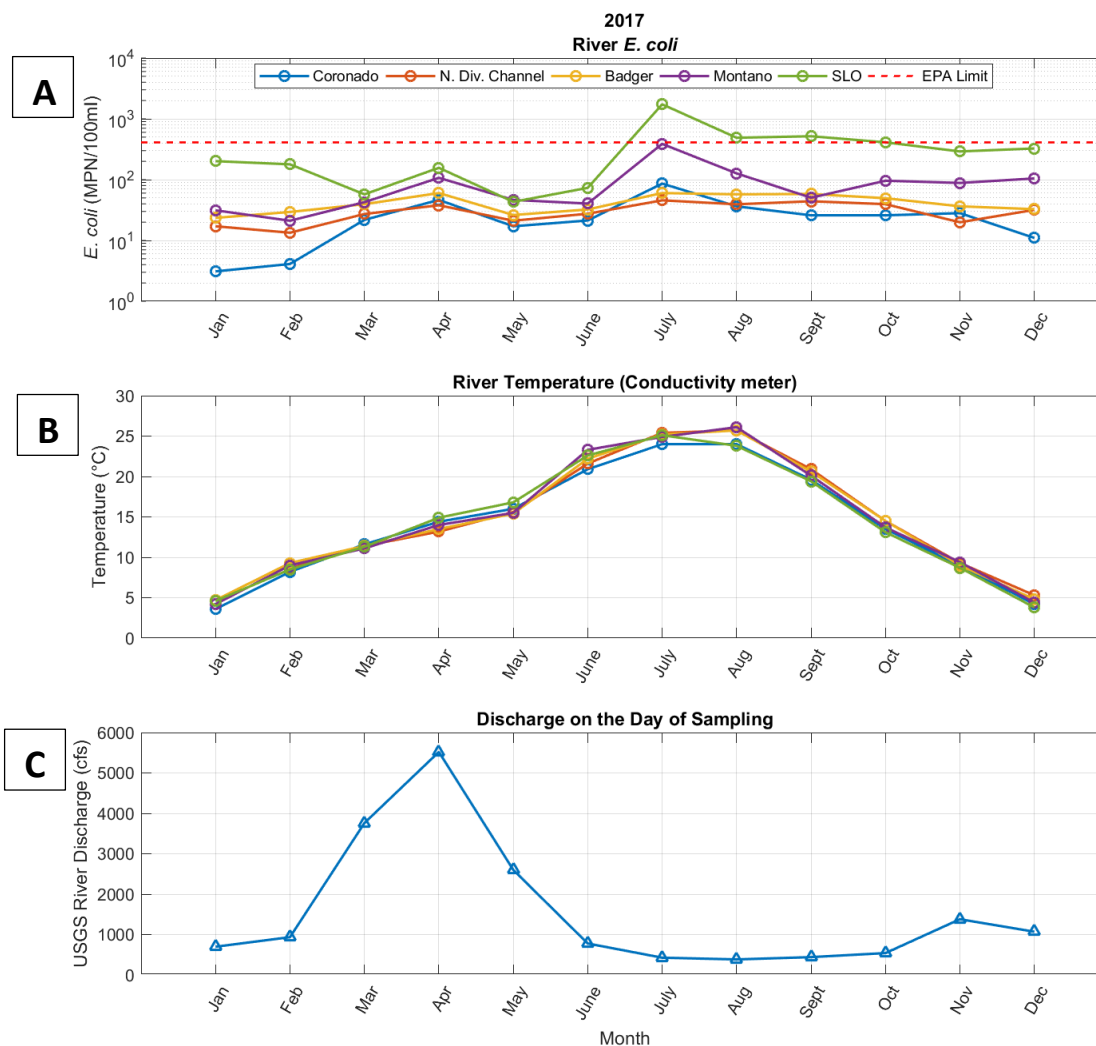 2017
River E. coli
A
E. coli (MPN/100ml)
10^4
10^3
10^2
10^1
10^0
Coronado
N. Div. Channel
Badger
Montano
SLO
EPA Limit
Jan
Feb
Mar
Apr
May
June
July
Aug
Sept
Oct
Nov
Dec
River Temperature (Conductivity meter)
B
Temperature (°C)
30
25
20
15
10
5
0
Jan
Feb
Mar
Apr
May
June
July
Aug
Sept
Oct
Nov
Dec
Discharge on the Day of Sampling
C
USGS River Discharge (cfs)
6000
5000
4000
3000
2000
1000
0
Jan
Feb
Mar
Apr
May
June
July
Aug
Sept
Oct
Nov
Dec
Month